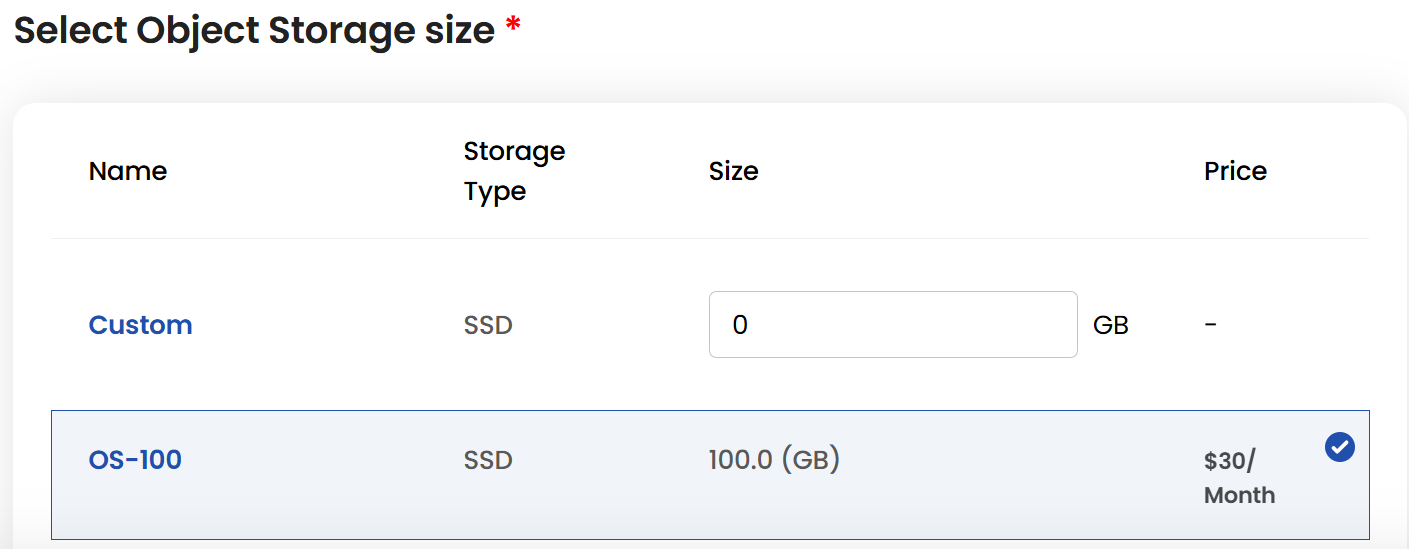 Select Object Storage size *
Name
Storage
Type
Size
Price
Custom
SSD
0
GB
-
OS-100
SSD
100.0 (GB)
$30/
Month